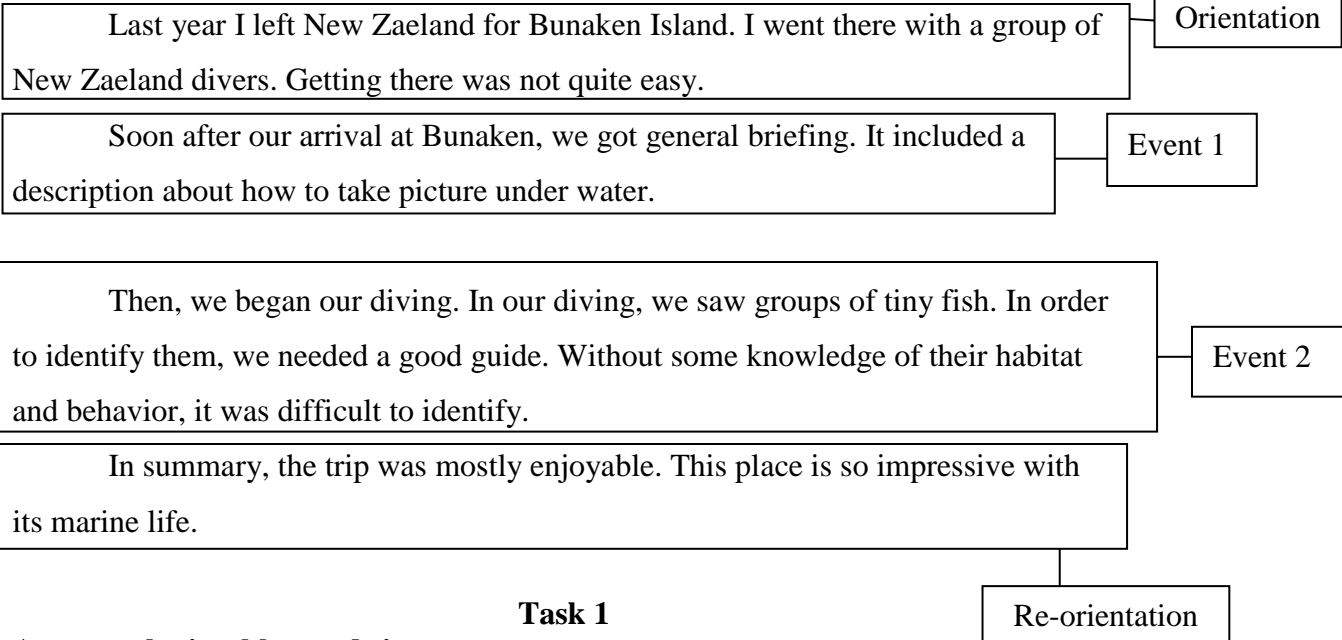 Last year I left New Zaeland for Bunaken Island. I went there with a group of
New Zaeland divers. Getting there was not quite easy.
Orientation
Soon after our arrival at Bunaken, we got general briefing. It included a
description about how to take picture under water.
Event 1
Then, we began our diving. In our diving, we saw groups of tiny fish. In order
to identify them, we needed a good guide. Without some knowledge of their habitat
and behavior, it was difficult to identify.
Event 2
In summary, the trip was mostly enjoyable. This place is so impressive with
its marine life.
Re-orientation
Task 1